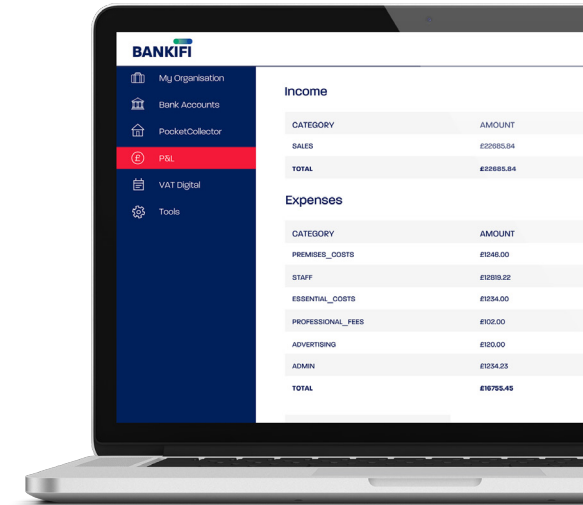 BANKIFI
My Organisation
Bank Accounts
PocketCollector
P&L
VAT Digital
Tools
Income
CATEGORY AMOUNT
SALES £22685.84
TOTAL £22685.84
Expenses
CATEGORY AMOUNT
PREMISES_COSTS £1246.00
STAFF £12819.22
ESSENTIAL_COSTS £1234.00
PROFESSIONAL_FEES £102.00
ADVERTISING £120.00
ADMIN £1234.23
TOTAL £16755.45